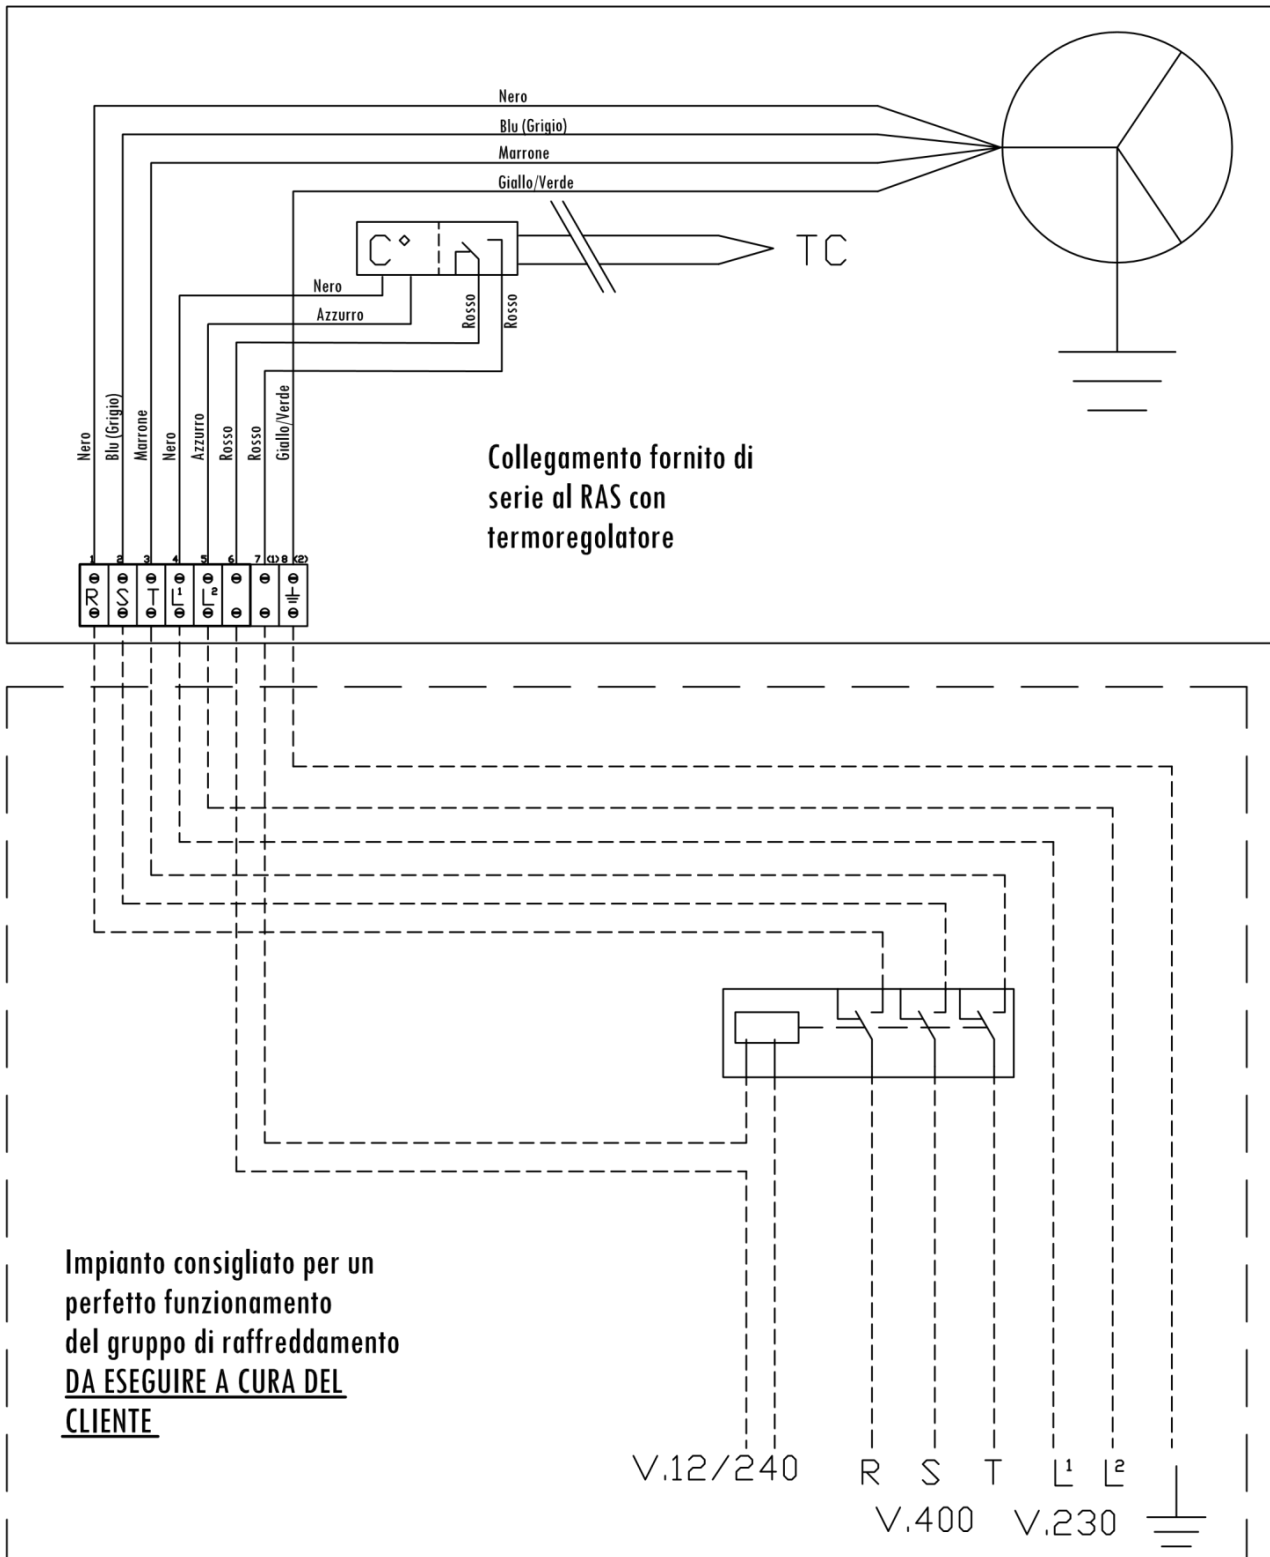 Nero
Blu (Grigio)
Marrone
Giallo/Verde
C° TC
Nero
Azzurro
Rosso
Rosso
Nero
Blu (Grigio)
Marrone
Nero
Azzurro
Rosso
Rosso
Giallo/Verde
Collegamento fornito di
serie al RAS con
termoregolatore
1 2 3 4 5 6 7 (1) 8 (2)
R S T L1 L2
Impianto consigliato per un
perfetto funzionamento
del gruppo di raffreddamento
DA ESEGUIRE A CURA DEL
CLIENTE
V.12/240 R S T L1 L2
V.400 V.230